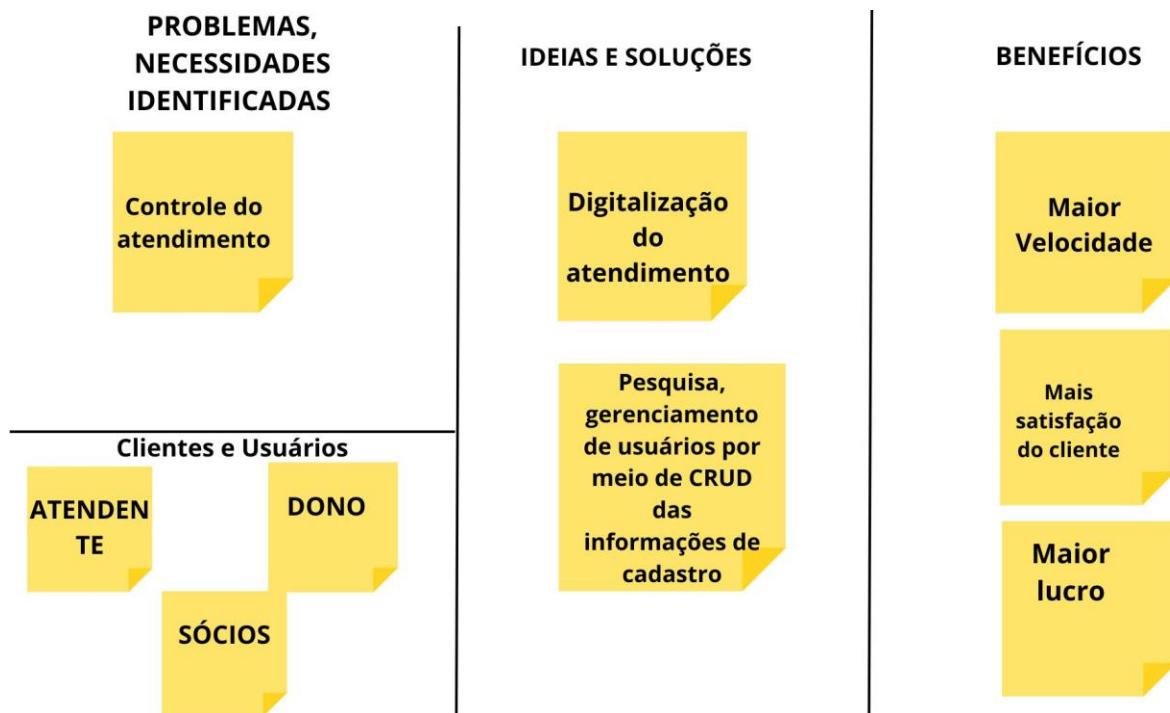 PROBLEMAS,
NECESSIDADES
IDENTIFICADAS
Controle do
atendimento
Clientes e Usuários
ATENDEN
TE
DONO
SÓCIOS
IDEIAS E SOLUÇÕES
Digitalização
do
atendimento
Pesquisa,
gerenciamento
de usuários por
meio de CRUD
das
informações de
cadastro
BENEFÍCIOS
Maior
Velocidade
Mais
satisfação
do cliente
Maior
lucro